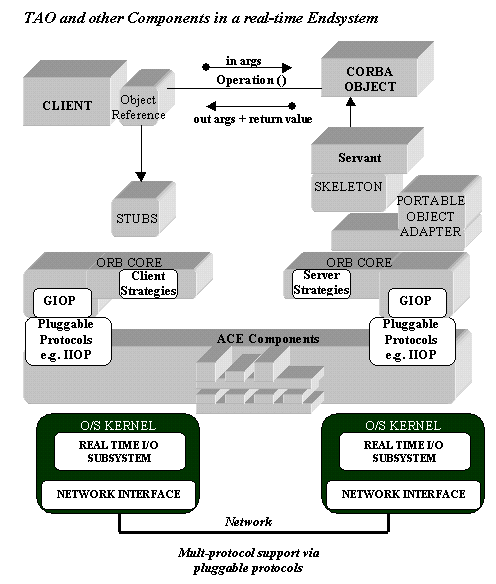 TAO and other Components in a real-time Endsystem
in args
Operation ()
out args + return value
CLIENT
Object
Reference
CORBA
OBJECT
Servant
SKELETON
PORTABLE
OBJECT
ADAPTER
STUBS
ORB CORE
Client
Strategies
GIOP
Pluggable
Protocols
e.g. IIOP
ORB CORE
Server
Strategies
GIOP
Pluggable
Protocols
e.g. IIOP
ACE Components
O/S KERNEL
REAL TIME I/O
SUBSYSTEM
NETWORK INTERFACE
O/S KERNEL
REAL TIME I/O
SUBSYSTEM
NETWORK INTERFACE
Network
Mult-protocol support via
pluggable protocols